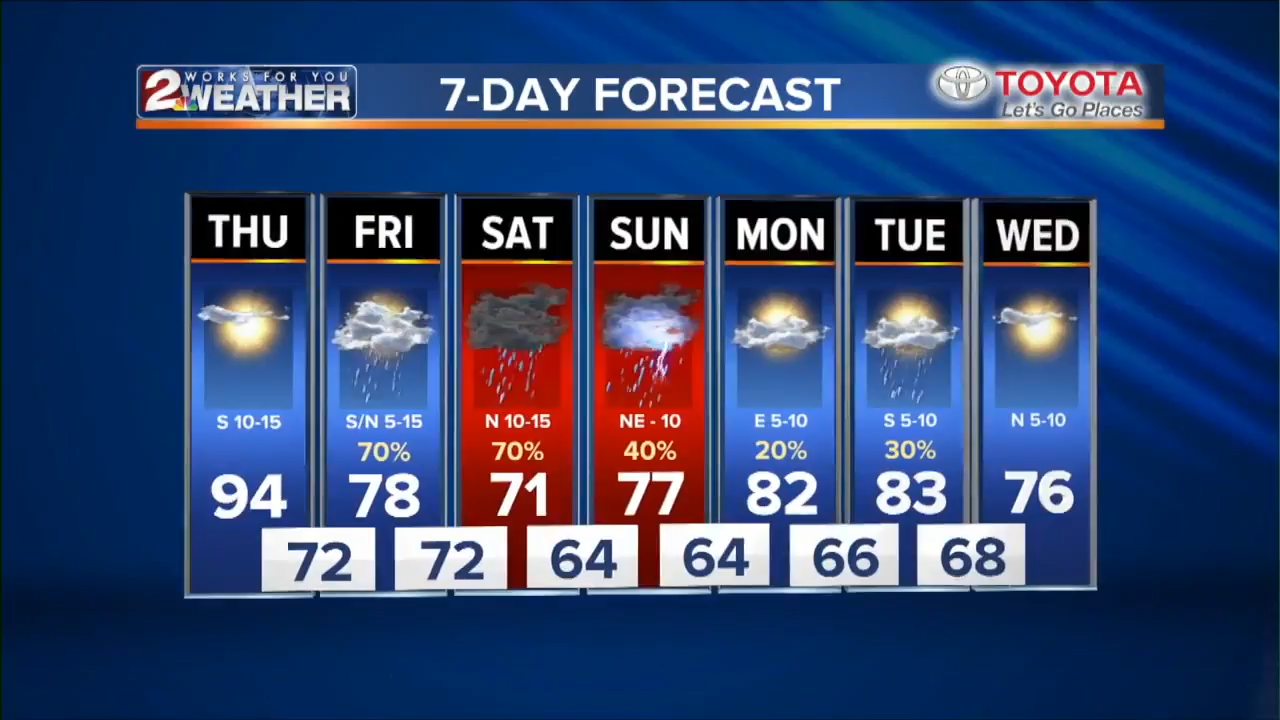 2 WORKS FOR YOU
WEATHER
7-DAY FORECAST
TOYOTA
Let's Go Places
THU FRI SAT SUN MON TUE WED
S 10-15 S/N 5-15 N 10-15 NE - 10 E 5-10 S 5-10 N 5-10
70% 70% 40% 20% 30%
94 78 71 77 82 83 76
72 72 64 64 66 68